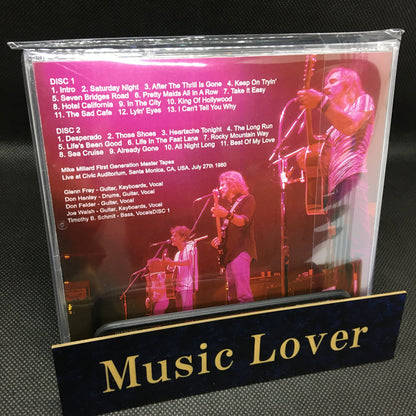 DISC 1
1. Intro 2. Saturday Night 3. After The Thrill Is Gone 4. Keep On Tryin'
5. Seven Bridges Road 6. Pretty Maids All In A Row 7. Take it Easy
8. Hotel California 9. In The City 10. King Of Hollywood
11. The Sad Cafe 12. Lyin' Eyes 13. I Can't Tell You Why
DISC 2
1. Desperado 2. Those Shoes 3. Heartache Tonight 4. The Long Run
5. Life's Been Good 6. Life In The Fast Lane 7. Rocky Mountain Way
8. Sea Cruise 9. Already Gone 10. All Night Long 11. Best Of My Love
Mike Millard First Generation Master Tapes
Live at Civic Auditorium, Santa Monica, CA. USA. July 27th 1980
Glenn Frey - Guitar, Keyboards, Vocal
Don Henley - Drums, Guitar, Vocal
Don Felder - Guitar, Vocal
Joe Walsh - Guitar, Keyboards, Vocal
Timothy B. Schmit - Bass, VocalsDISC 1
Music Lover